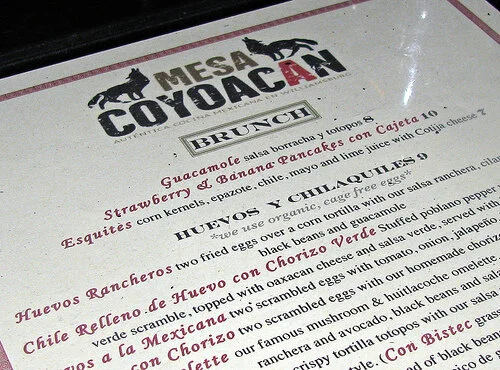 MESA
COYOACAN
AUTENTICA COCINA MEXICANA EN WILLIAMSBURG
BRUNCH
Guacamole salsa borracha y totopos 8
Strawberry & Banana Pancakes con Cajeta 10
Esquites corn kernels, epazote, chile, mayo and lime juice with Cotija cheese 7
HUEVOS Y CHILAQUILES 9
*we use organic, cage free eggs*
Huevos Rancheros two fried eggs over a corn tortilla with our salsa ranchera,
black beans and guacamole
Chile Relleno de Huevo con Chorizo Verde Stuffed poblano pepper,
verde scramble, topped with oaxacan cheese and salsa verde, served with
a la Mexicana two scrambled eggs with tomato, onion,
con Chorizo two scrambled eggs with our homemade
our famous mushroom & huitlacoche omelette
ranchera and avocado, black beans and
crispy tortilla totopos with our salsa
style. (Con Bistec
of black